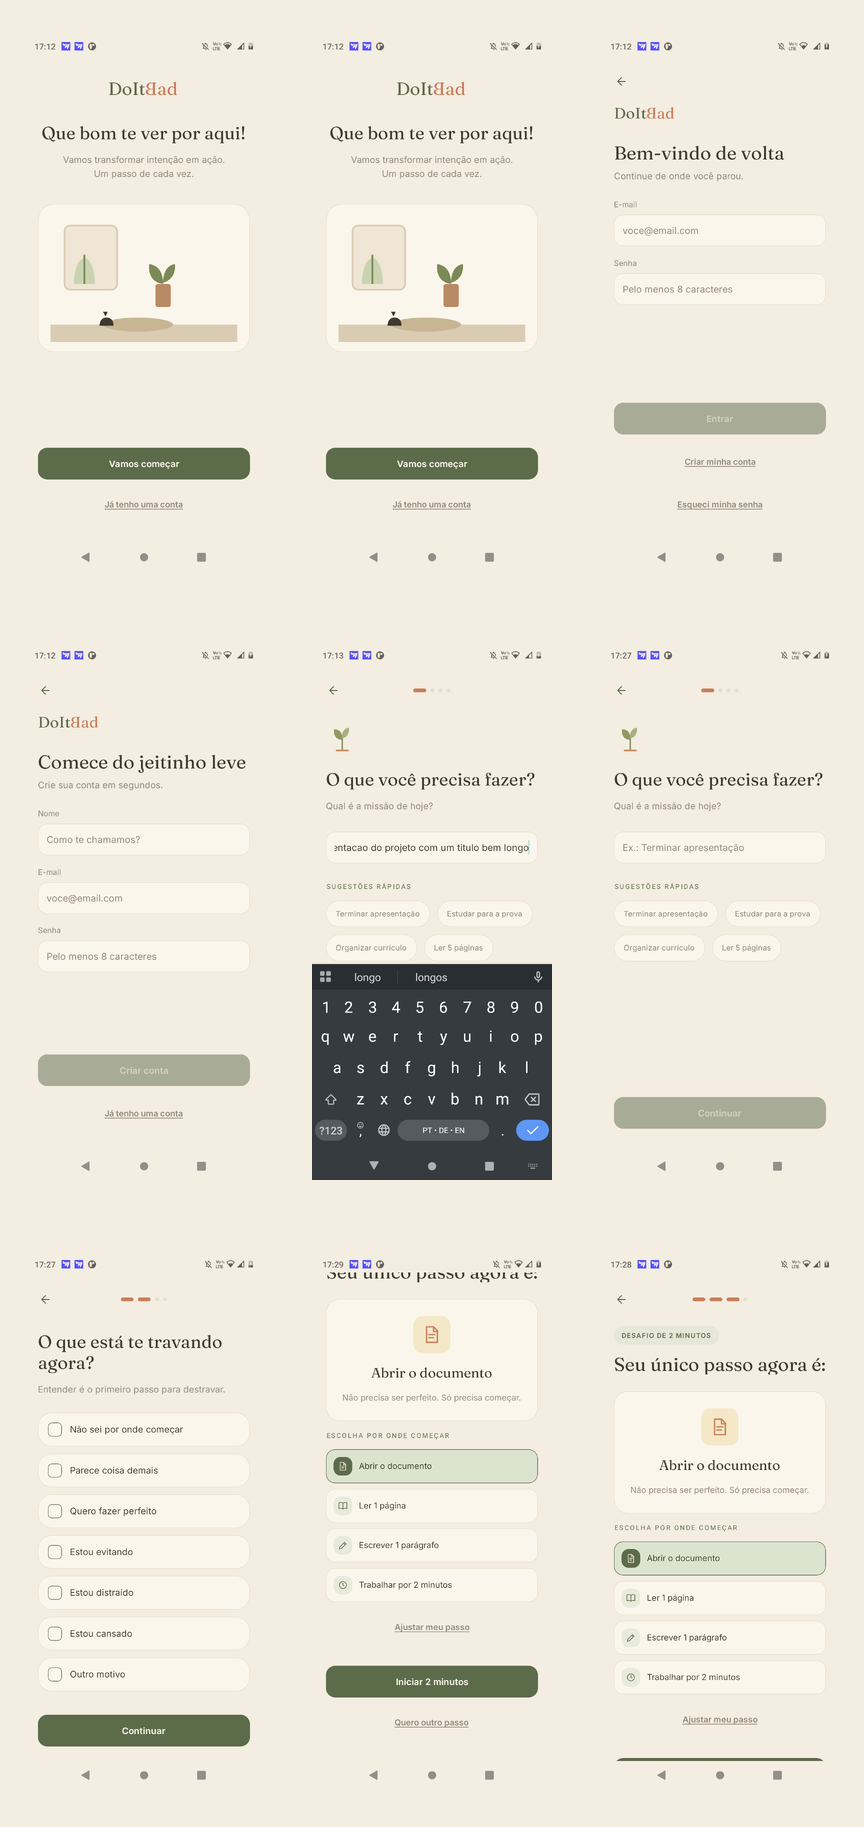 17:12
DoItBad
Que bom te ver por aqui!
Vamos transformar intenção em ação.
Um passo de cada vez.
Vamos começar
Já tenho uma conta
17:12
DoItBad
Que bom te ver por aqui!
Vamos transformar intenção em ação.
Um passo de cada vez.
Vamos começar
Já tenho uma conta
17:12
DoItBad
Bem-vindo de volta
Continue de onde você parou.
E-mail
voce@email.com
Senha
Pelo menos 8 caracteres
Entrar
Criar minha conta
Esqueci minha senha
17:12
DoItBad
Comece do jeitinho leve
Crie sua conta em segundos.
Nome
Como te chamamos?
E-mail
voce@email.com
Senha
Pelo menos 8 caracteres
Criar conta
Já tenho uma conta
17:13
O que você precisa fazer?
Qual é a missão de hoje?
entacao do projeto com um titulo bem longo
SUGESTÕES RÁPIDAS
Terminar apresentação Estudar para a prova
Organizar currículo Ler 5 páginas
longo longos
1 2 3 4 5 6 7 8 9 0
q w e r t y u i o p
a s d f g h j k l
z x c v b n m
?123 , PT • DE • EN .
17:27
O que você precisa fazer?
Qual é a missão de hoje?
Ex.: Terminar apresentação
SUGESTÕES RÁPIDAS
Terminar apresentação Estudar para a prova
Organizar currículo Ler 5 páginas
Continuar
17:27
O que está te travando
agora?
Entender é o primeiro passo para destravar.
Não sei por onde começar
Parece coisa demais
Quero fazer perfeito
Estou evitando
Estou distraído
Estou cansado
Outro motivo
Continuar
17:29
Seu único passo agora é:
Abrir o documento
Não precisa ser perfeito. Só precisa começar.
ESCOLHA POR ONDE COMEÇAR
Abrir o documento
Ler 1 página
Escrever 1 parágrafo
Trabalhar por 2 minutos
Ajustar meu passo
Iniciar 2 minutos
Quero outro passo
17:28
DESAFIO DE 2 MINUTOS
Seu único passo agora é:
Abrir o documento
Não precisa ser perfeito. Só precisa começar.
ESCOLHA POR ONDE COMEÇAR
Abrir o documento
Ler 1 página
Escrever 1 parágrafo
Trabalhar por 2 minutos
Ajustar meu passo